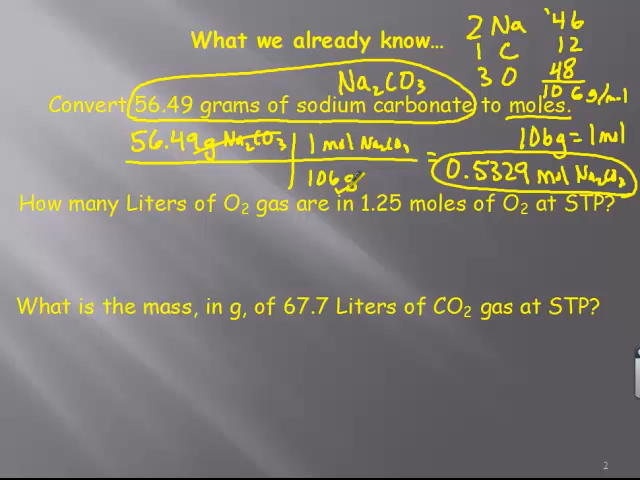 What we already know…
2 Na 46
1 C 12
3 O 48
106 g/mol
Na₂CO₃
Convert 56.49 grams of sodium carbonate to moles.
106g = 1 mol
56.49g Na₂CO₃ | 1 mol Na₂CO₃ = 0.5329 mol Na₂CO₃
106g
How many Liters of O₂ gas are in 1.25 moles of O₂ at STP?
What is the mass, in g, of 67.7 Liters of CO₂ gas at STP?
2